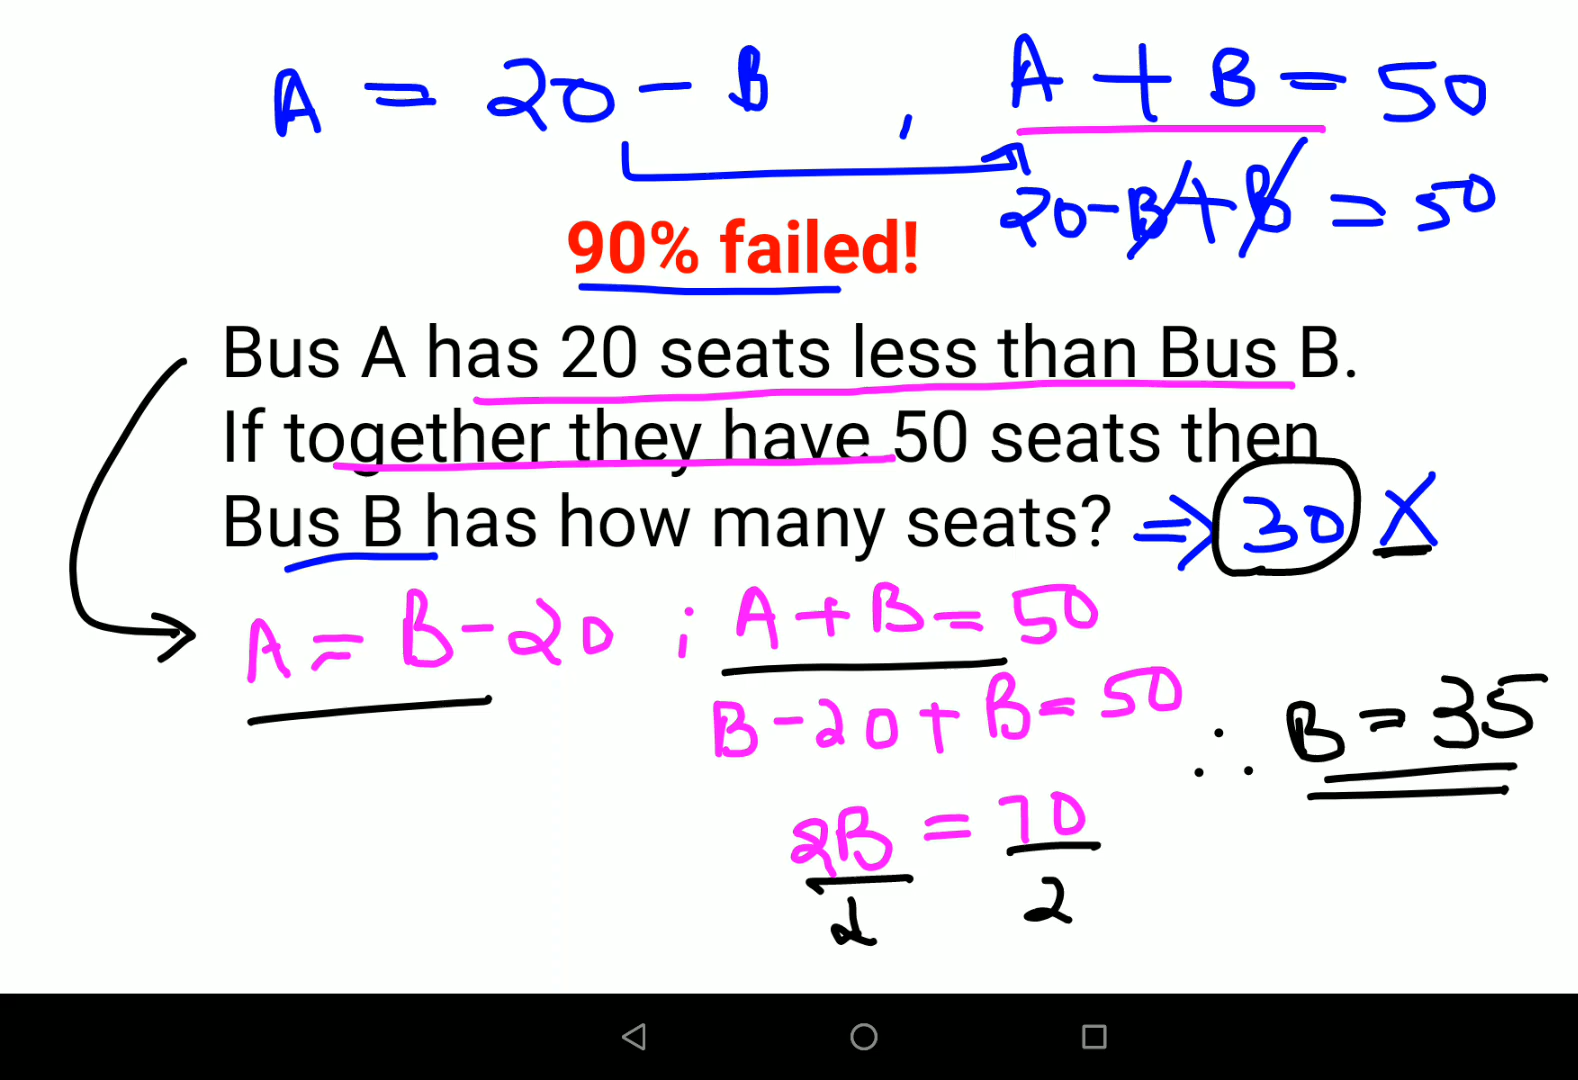 A = 20 - B , A + B = 50
20 - B + B = 50
90% failed!
Bus A has 20 seats less than Bus B.
If together they have 50 seats then
Bus B has how many seats? ⇒ 30 X
A = B - 20 ; A + B = 50
B - 20 + B = 50
∴ B = 35
2B = 70
2 2